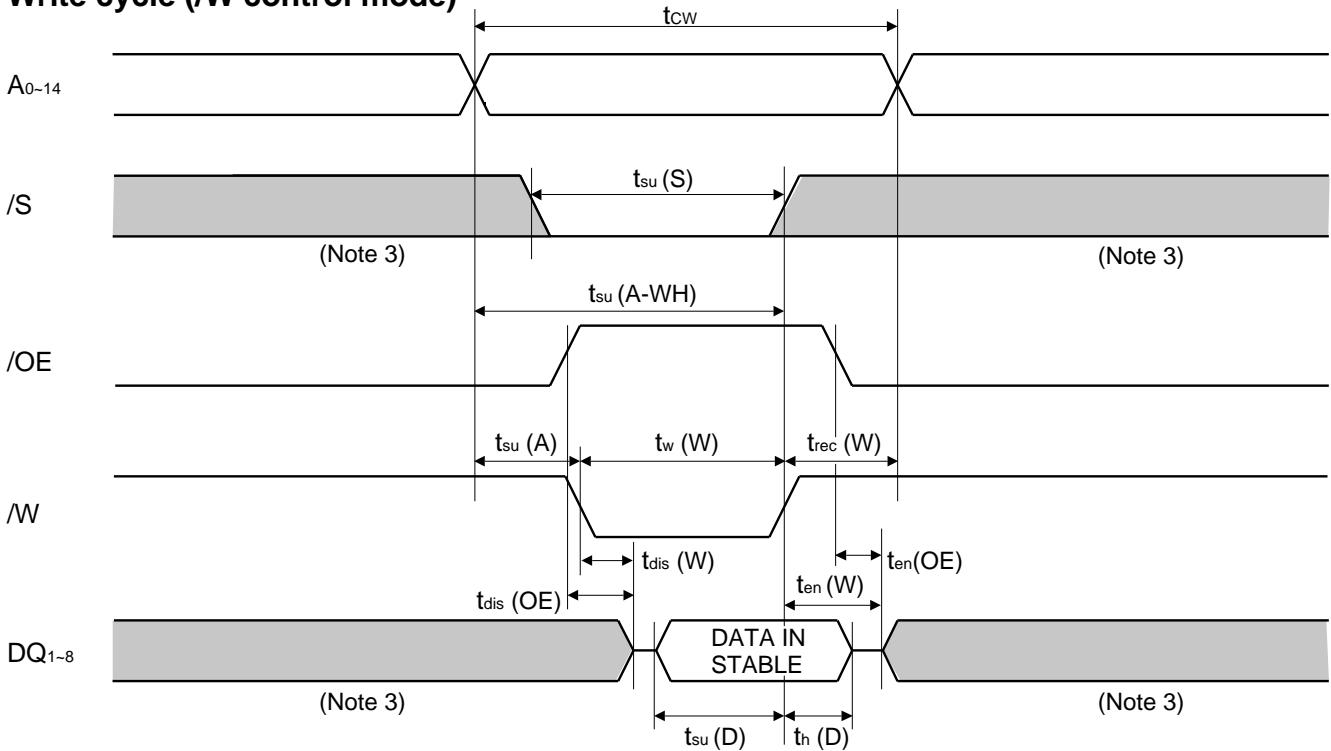 Write cycle (/W control mode)
tCW
A0~14
tsu (S)
/S
(Note 3)
(Note 3)
tsu (A-WH)
/OE
tsu (A)
tw (W)
trec (W)
/W
tdis (W)
ten(OE)
tdis (OE)
ten (W)
DQ1~8
DATA IN
STABLE
(Note 3)
(Note 3)
tsu (D)
th (D)